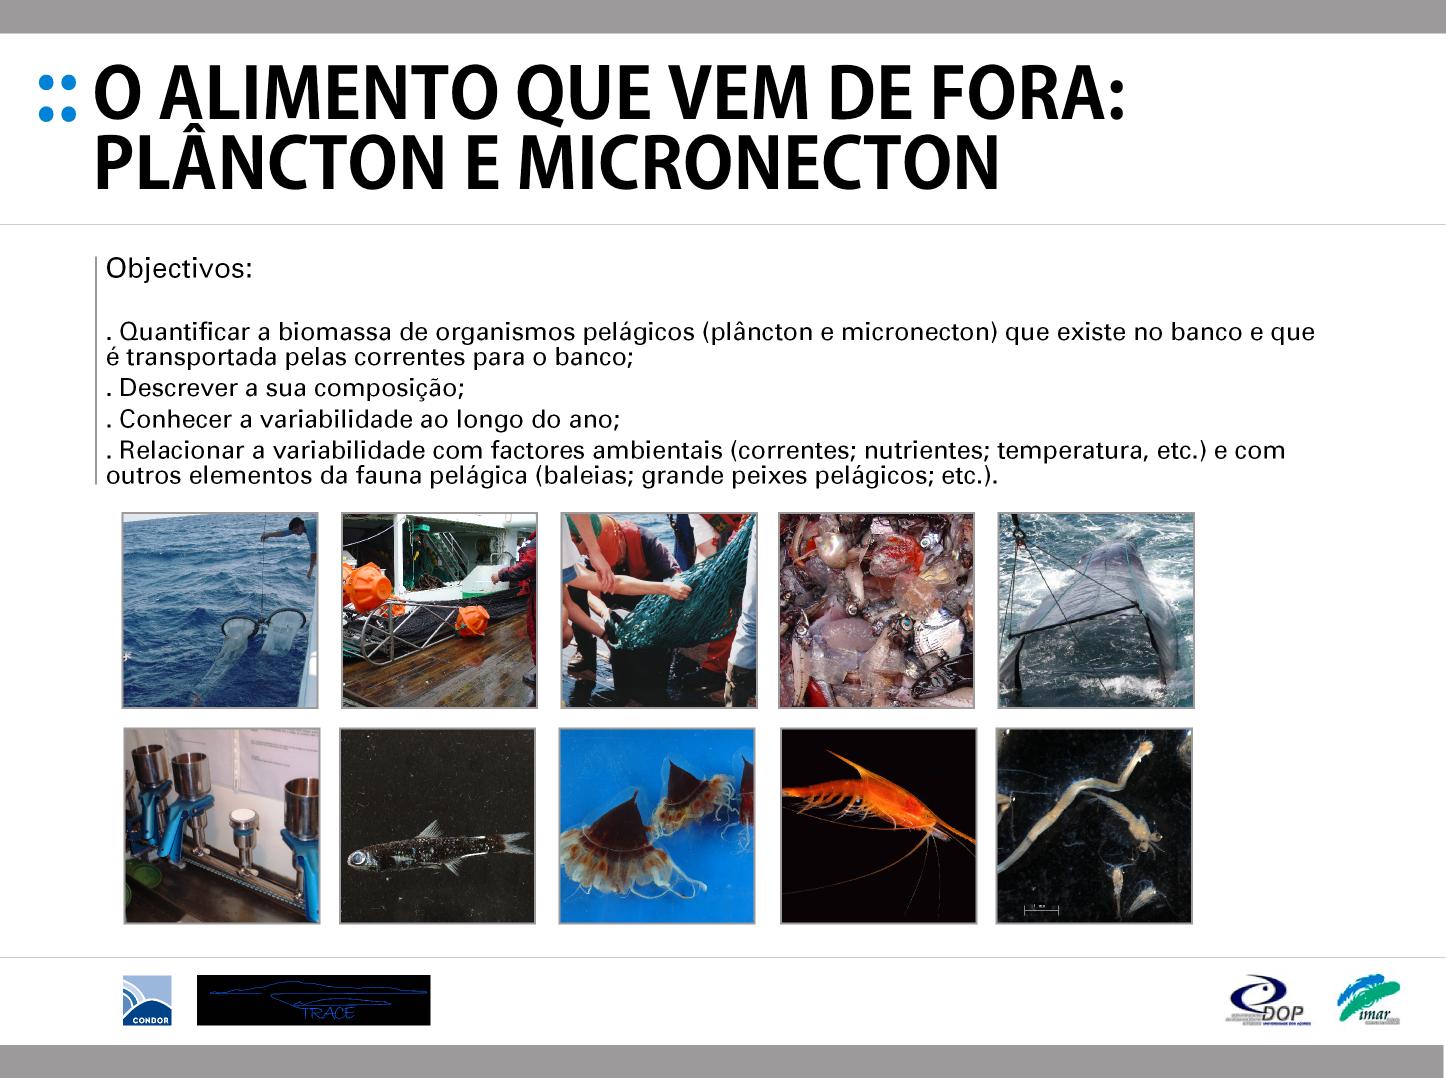 O ALIMENTO QUE VEM DE FORA:
PLÂNCTON E MICRONECTON
Objectivos:
. Quantificar a biomassa de organismos pelágicos (plâncton e micronecton) que existe no banco e que
é transportada pelas correntes para o banco;
. Descrever a sua composição;
. Conhecer a variabilidade ao longo do ano;
. Relacionar a variabilidade com factores ambientais (correntes; nutrientes; temperatura, etc.) e com
outros elementos da fauna pelágica (baleias; grande peixes pelágicos; etc.).
CONDOR
TRACE
DOP
UNIVERSIDADE DOS AÇORES
imar